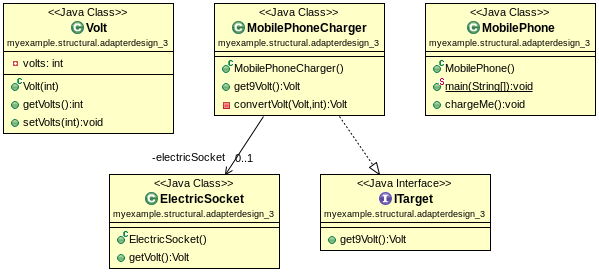 <<Java Class>>
Volt
myexample.structural.adapterdesign_3
volts: int
Volt(int)
getVolts():int
setVolts(int):void
<<Java Class>>
MobilePhoneCharger
myexample.structural.adapterdesign_3
MobilePhoneCharger()
get9Volt():Volt
convertVolt(Volt,int):Volt
<<Java Class>>
MobilePhone
myexample.structural.adapterdesign_3
MobilePhone()
main(String[]):void
chargeMe():void
-electricSocket
0..1
<<Java Class>>
ElectricSocket
myexample.structural.adapterdesign_3
ElectricSocket()
getVolt():Volt
<<Java Interface>>
ITarget
myexample.structural.adapterdesign_3
get9Volt():Volt